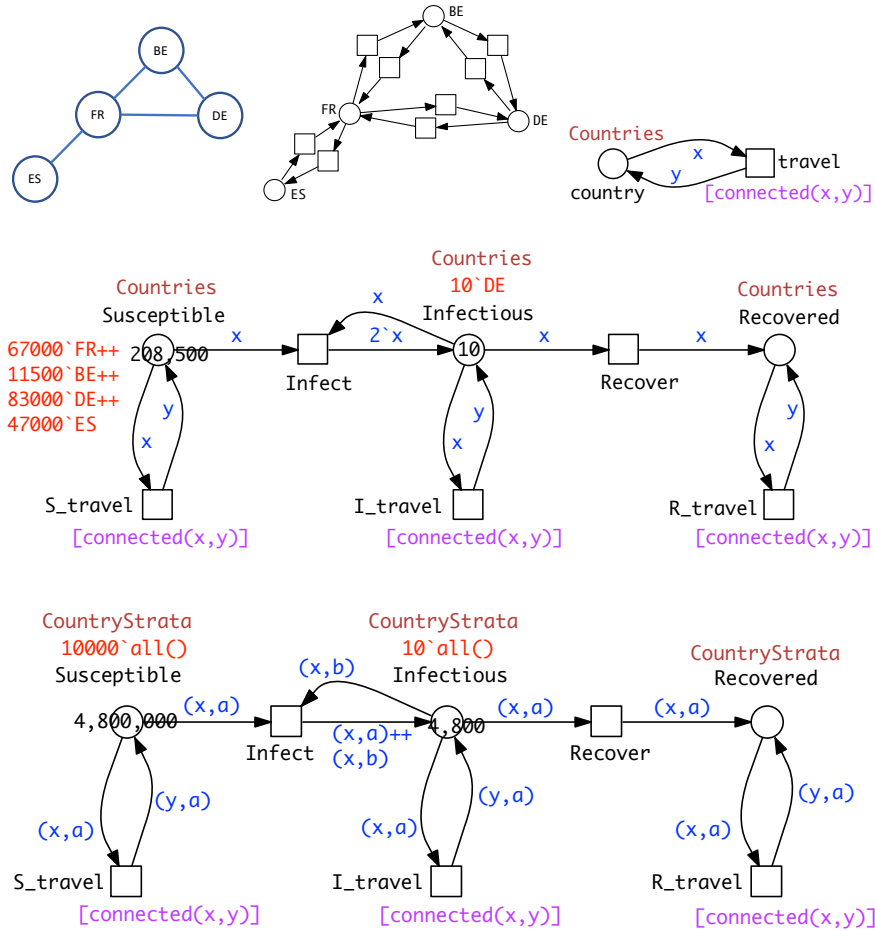 BE
FR
DE
ES
BE
FR
DE
ES
Countries
x
y
travel
country
[connected(x,y)]
Countries
Susceptible
67000`FR++
11500`BE++
83000`DE++
47000`ES
208,500
x
Infect
x
2`x
Countries
10`DE
Infectious
10
x
Recover
x
Countries
Recovered
y
x
S_travel
[connected(x,y)]
y
x
I_travel
[connected(x,y)]
y
x
R_travel
[connected(x,y)]
CountryStrata
10000`all()
Susceptible
4,800,000
(x,a)
Infect
(x,b)
(x,a)++
(x,b)
CountryStrata
10`all()
Infectious
4,800
(x,a)
Recover
(x,a)
CountryStrata
Recovered
(x,a)
(y,a)
S_travel
[connected(x,y)]
(x,a)
(y,a)
I_travel
[connected(x,y)]
(x,a)
(y,a)
R_travel
[connected(x,y)]